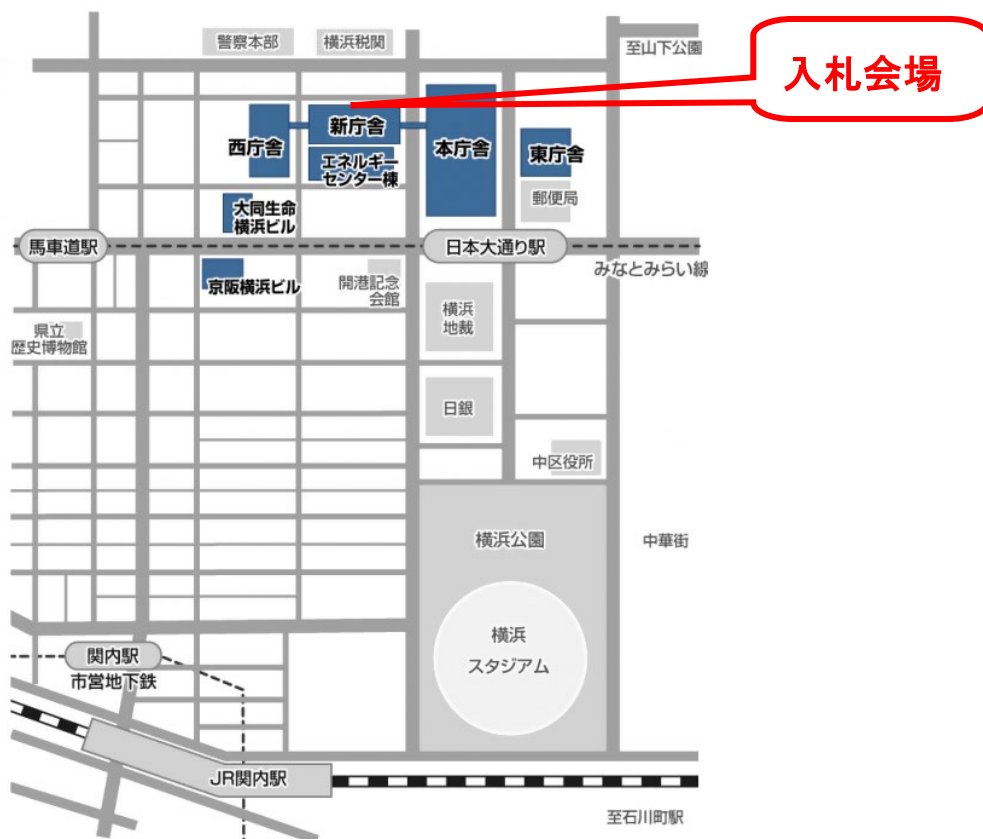 警察本部
横浜税関
至山下公園
入札会場
西庁舎
新庁舎
エネルギー
センター棟
本庁舎
東庁舎
郵便局
大同生命
横浜ビル
馬車道駅
日本大通り駅
みなとみらい線
京阪横浜ビル
開港記念
会館
横浜
地裁
県立
歴史博物館
日銀
中区役所
横浜公園
中華街
横浜
スタジアム
関内駅
市営地下鉄
JR関内駅
至石川町駅